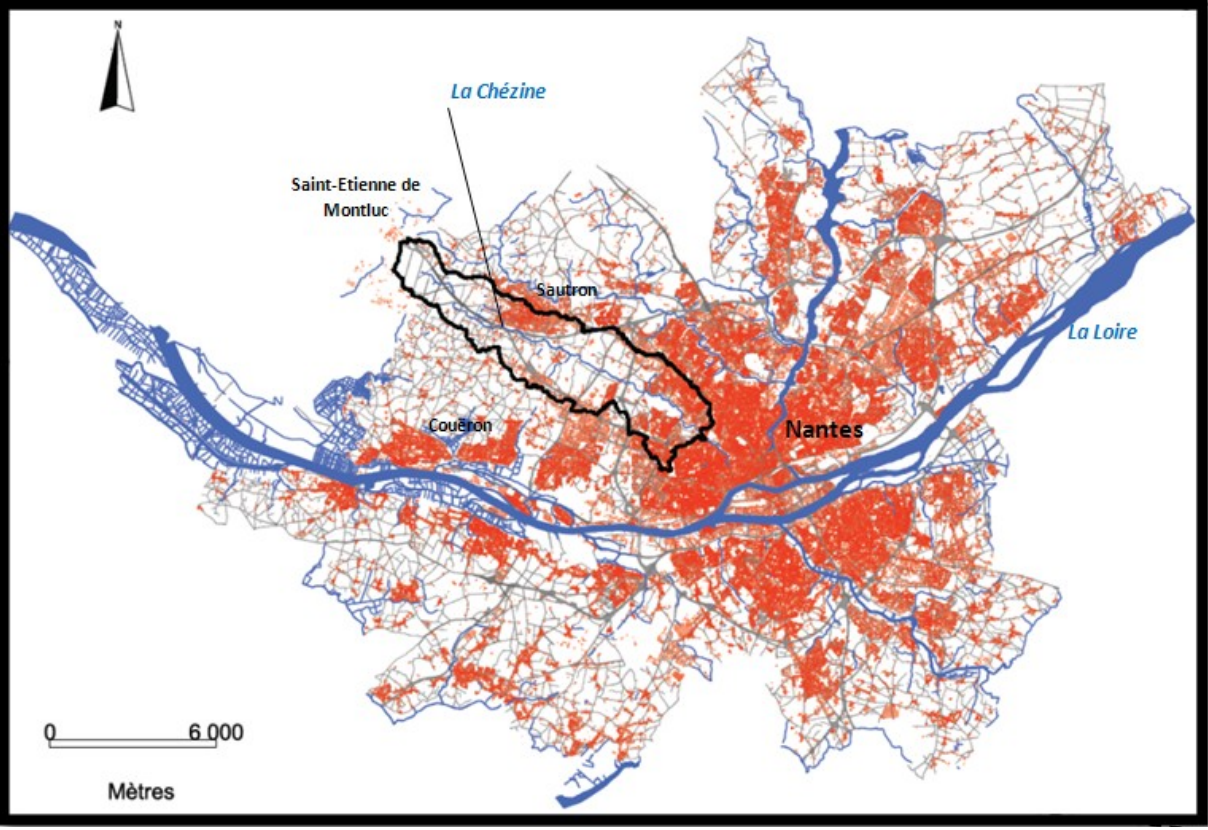 N
La Chézine
Saint-Etienne de
Montluc
Sautron
La Loire
Couëron
Nantes
0 6 000
Mètres